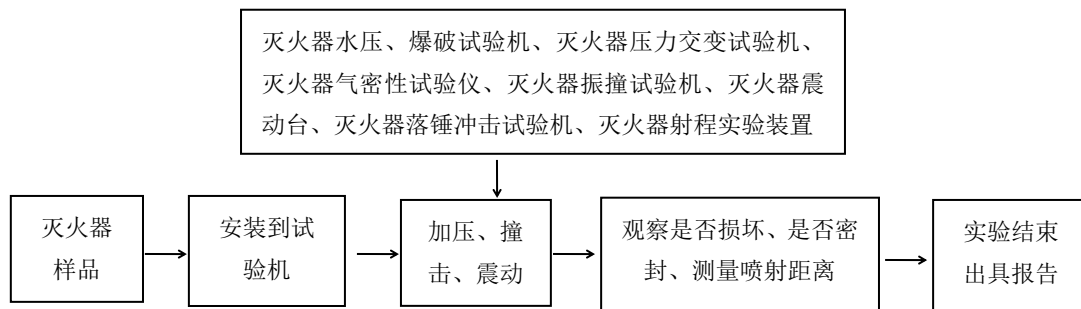 灭火器水压、爆破试验机、灭火器压力交变试验机、
灭火器气密性试验仪、灭火器振撞试验机、灭火器震
动台、灭火器落锤冲击试验机、灭火器射程实验装置
灭火器
样品
安装到试
验机
加压、撞
击、震动
观察是否损坏、是否密
封、测量喷射距离
实验结束
出具报告